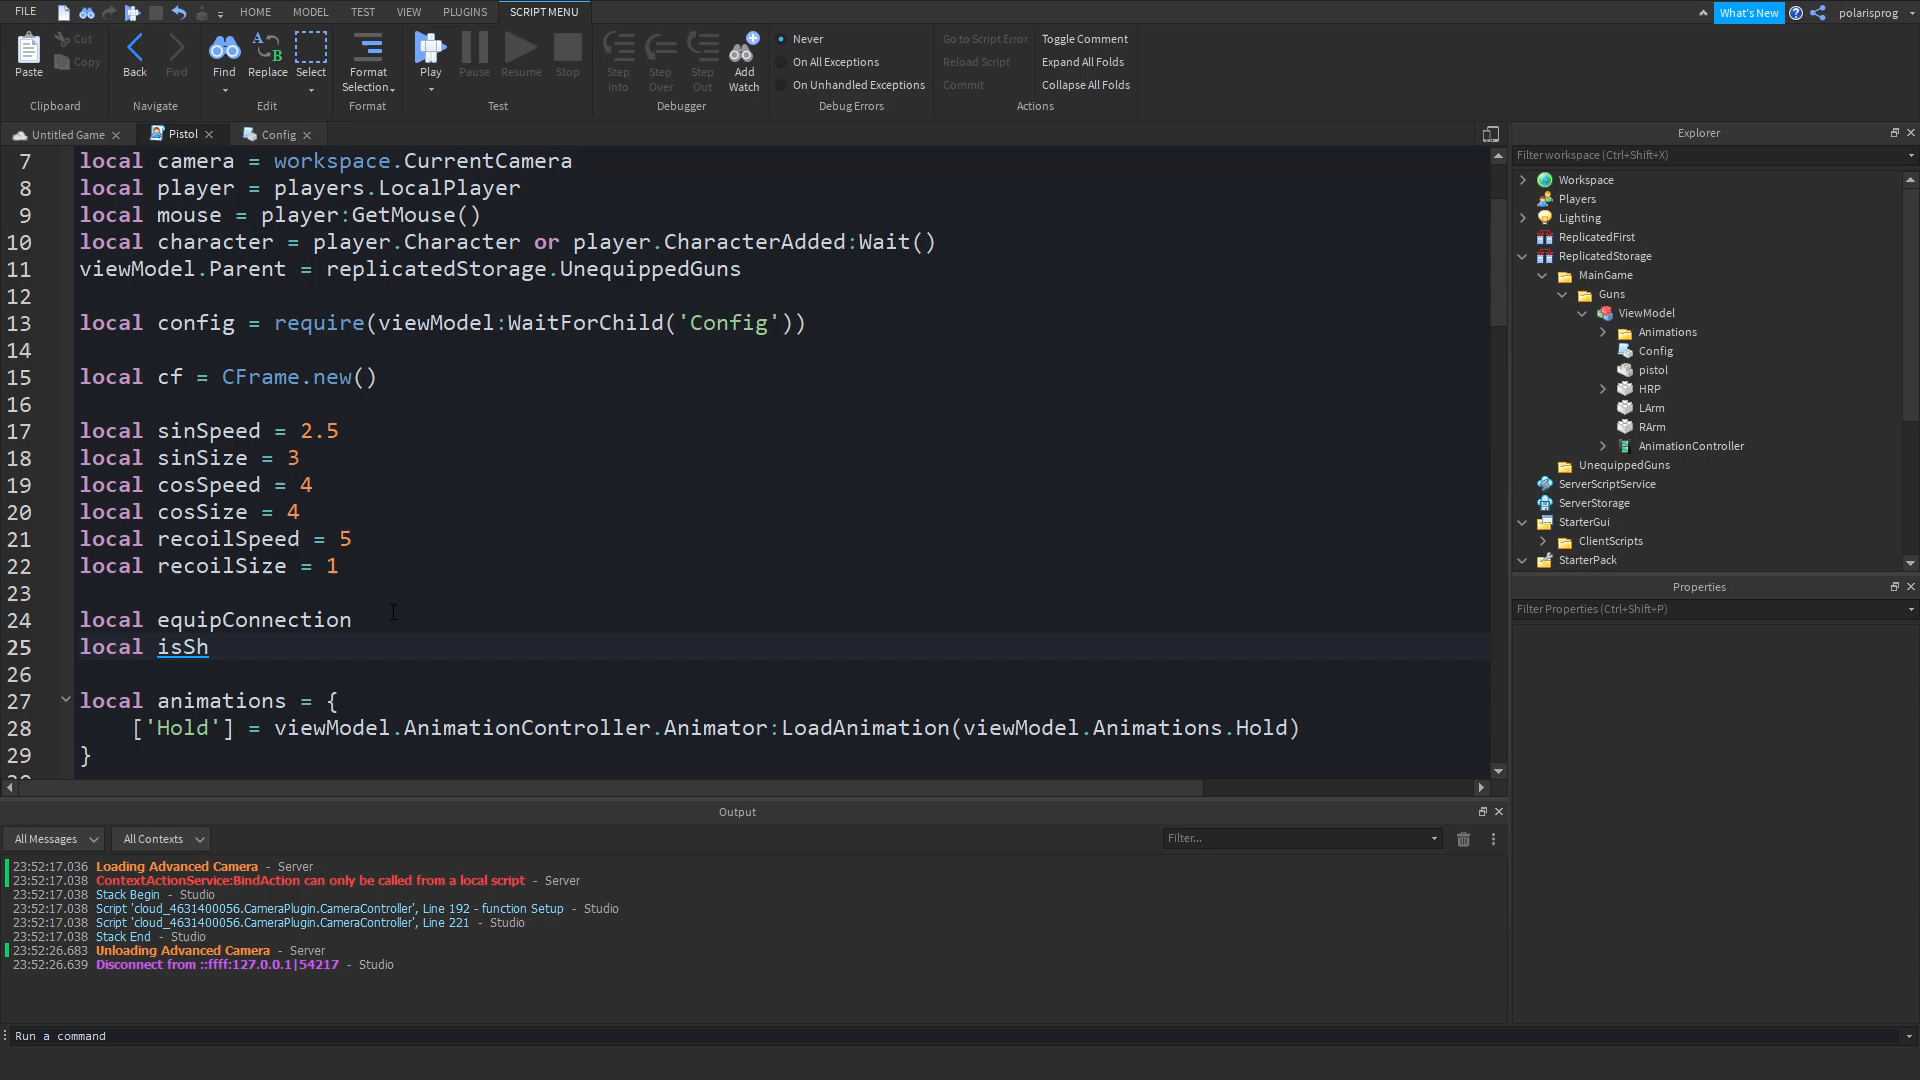 FILE
HOME
MODEL
TEST
VIEW
PLUGINS
SCRIPT MENU
What's New
polarisprog
Paste
Cut
Copy
Clipboard
Back
Fwd
Navigate
Find
Replace
Select
Edit
Format
Selection
Format
Play
Pause
Resume
Stop
Test
Step
Into
Step
Over
Step
Out
Add
Watch
Debugger
Never
On All Exceptions
On Unhandled Exceptions
Debug Errors
Go to Script Error
Reload Script
Commit
Toggle Comment
Expand All Folds
Collapse All Folds
Actions
Untitled Game
Pistol
Config
7 local camera = workspace.CurrentCamera
8 local player = players.LocalPlayer
9 local mouse = player:GetMouse()
10 local character = player.Character or player.CharacterAdded:Wait()
11 viewModel.Parent = replicatedStorage.UnequippedGuns
12
13 local config = require(viewModel:WaitForChild('Config'))
14
15 local cf = CFrame.new()
16
17 local sinSpeed = 2.5
18 local sinSize = 3
19 local cosSpeed = 4
20 local cosSize = 4
21 local recoilSpeed = 5
22 local recoilSize = 1
23
24 local equipConnection
25 local isSh
26
27 local animations = {
28 ['Hold'] = viewModel.AnimationController.Animator:LoadAnimation(viewModel.Animations.Hold)
29 }
Explorer
Filter workspace (Ctrl+Shift+X)
Workspace
Players
Lighting
ReplicatedFirst
ReplicatedStorage
MainGame
Guns
ViewModel
Animations
Config
pistol
HRP
LArm
RArm
AnimationController
UnequippedGuns
ServerScriptService
ServerStorage
StarterGui
ClientScripts
StarterPack
Properties
Filter Properties (Ctrl+Shift+P)
Output
All Messages
All Contexts
Filter...
23:52:17.036 Loading Advanced Camera - Server
23:52:17.038 ContextActionService:BindAction can only be called from a local script - Server
23:52:17.038 Stack Begin - Studio
23:52:17.038 Script 'cloud_4631400056.CameraPlugin.CameraController', Line 192 - function Setup - Studio
23:52:17.038 Script 'cloud_4631400056.CameraPlugin.CameraController', Line 221 - Studio
23:52:17.038 Stack End - Studio
23:52:26.683 Unloading Advanced Camera - Server
23:52:26.639 Disconnect from ::ffff:127.0.0.1|54217 - Studio
Run a command